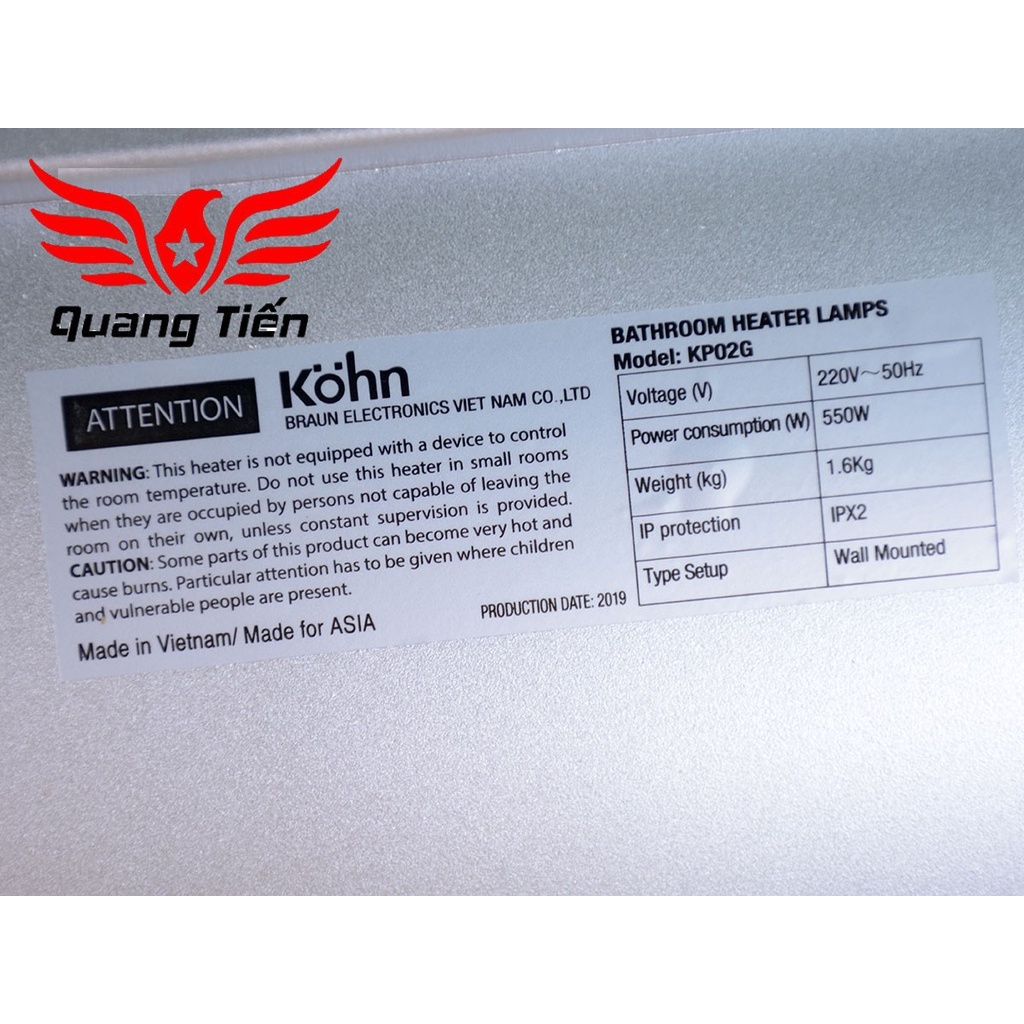 Quang Tiến
ATTENTION
Köhn
BRAUN ELECTRONICS VIET NAM CO.,LTD
WARNING: This heater is not equipped with a device to control
the room temperature. Do not use this heater in small rooms
when they are occupied by persons not capable of leaving the
room on their own, unless constant supervision is provided.
CAUTION: Some parts of this product can become very hot and
cause burns. Particular attention has to be given where children
and vulnerable people are present.
Made in Vietnam/ Made for ASIA
PRODUCTION DATE: 2019
BATHROOM HEATER LAMPS
Model: KP02G
Voltage (V) 220V~50Hz
Power consumption (W) 550W
Weight (kg) 1.6Kg
IP protection IPX2
Type Setup Wall Mounted